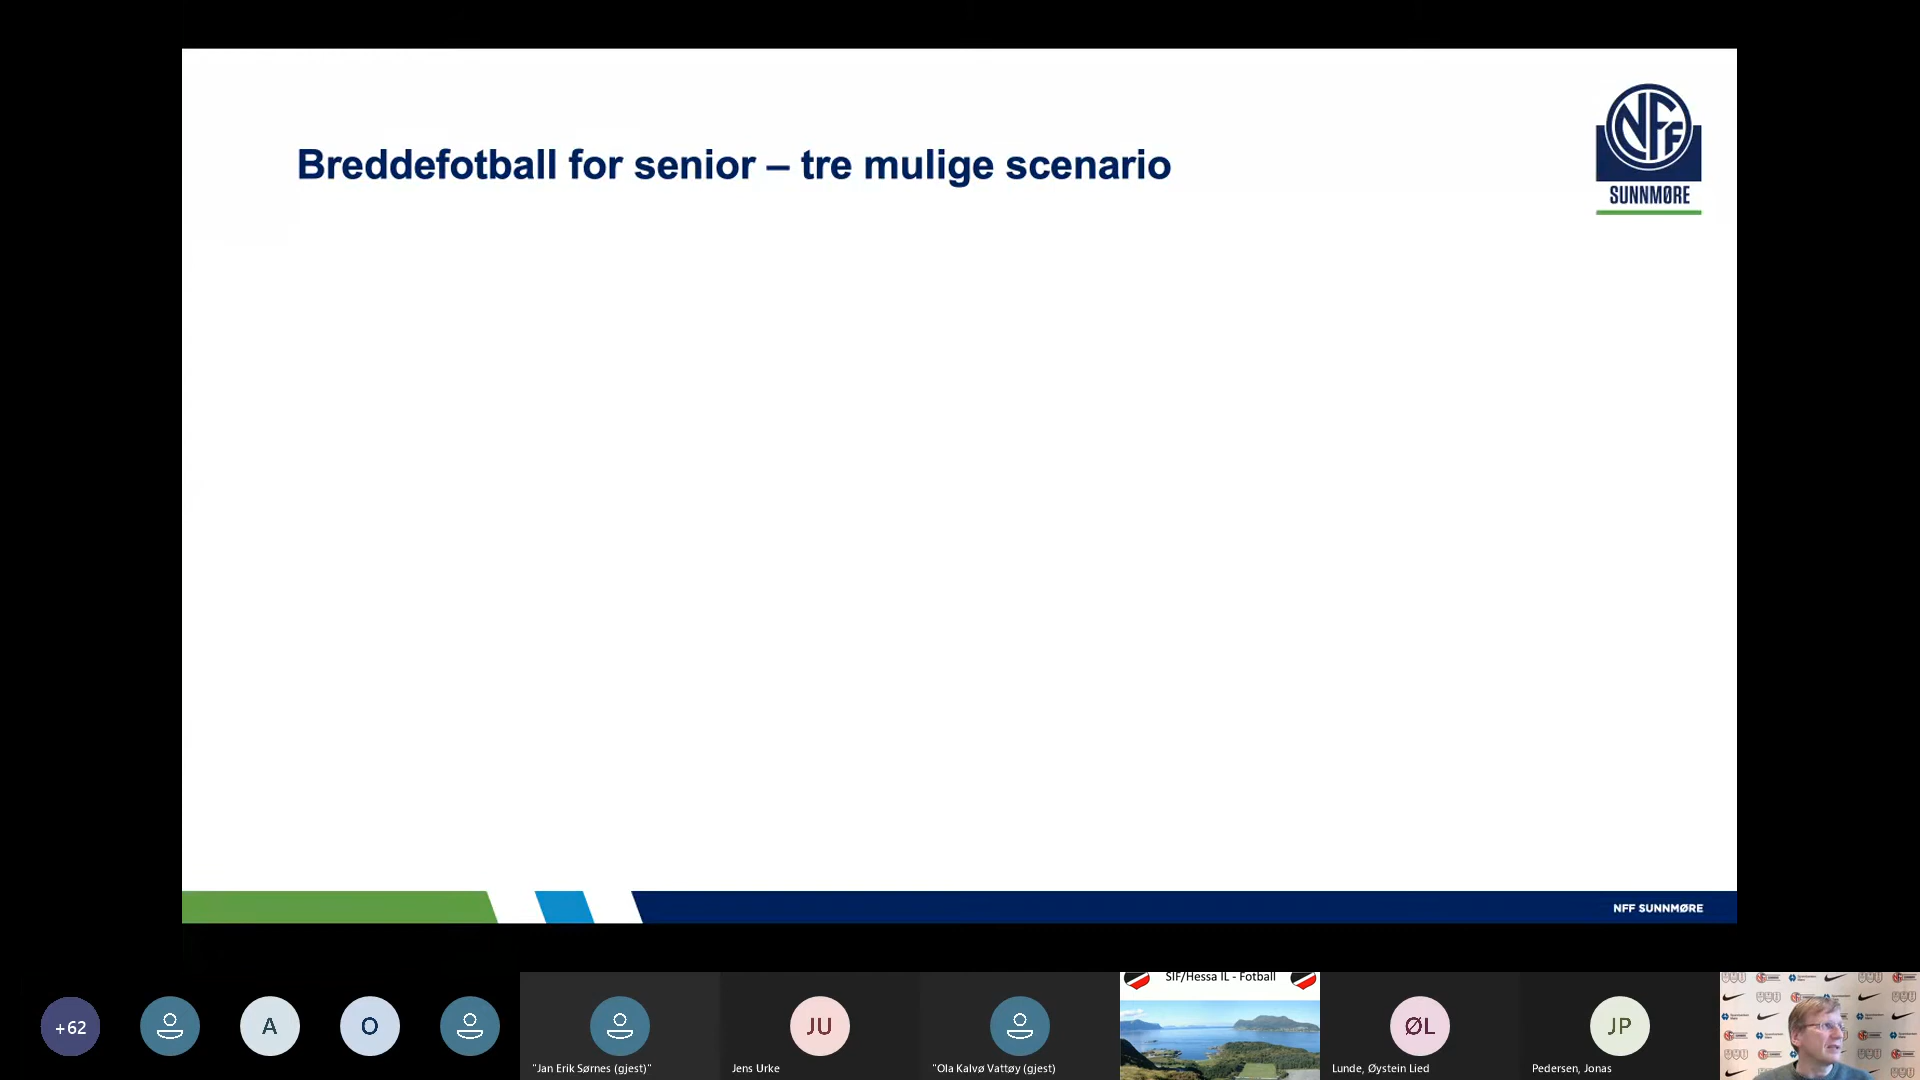 Breddefotball for senior – tre mulige scenario
NFF
SUNNMØRE
NFF SUNNMØRE
+62
A
O
JU
ØL
JP
SIF/Hessa IL - Fotball
"Jan Erik Sørnes (gjest)"
Jens Urke
"Ola Kalvø Vattøy (gjest)
Lunde, Øystein Lied
Pedersen, Jonas